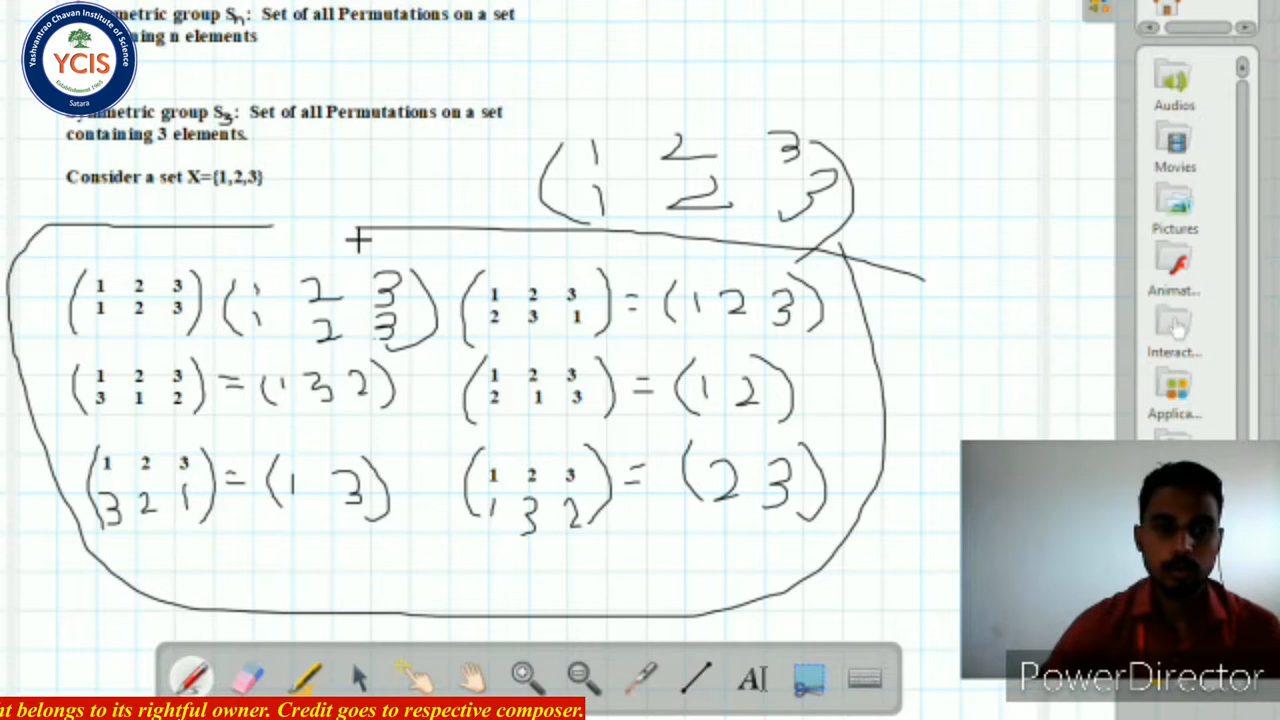 metric group Sn: Set of all Permutations on a set
ing n elements
Yashvantrao Chavan Institute of Science
YCIS
Satara
metric group S3: Set of all Permutations on a set
containing 3 elements.
Consider a set X={1,2,3}
(1 2 3
1 2 3)
(1 2 3
1 2 3) (1 2 3
1 2 3) (1 2 3
2 3 1) = (1 2 3)
(1 2 3
3 1 2) = (1 3 2) (1 2 3
2 1 3) = (1 2)
(1 2 3
3 2 1) = (1 3) (1 2 3
1 3 2) = (2 3)
Audios
Movies
Pictures
Animat...
Interact...
Applica...
AI
PowerDirector
ht belongs to its rightful owner. Credit goes to respective composer.